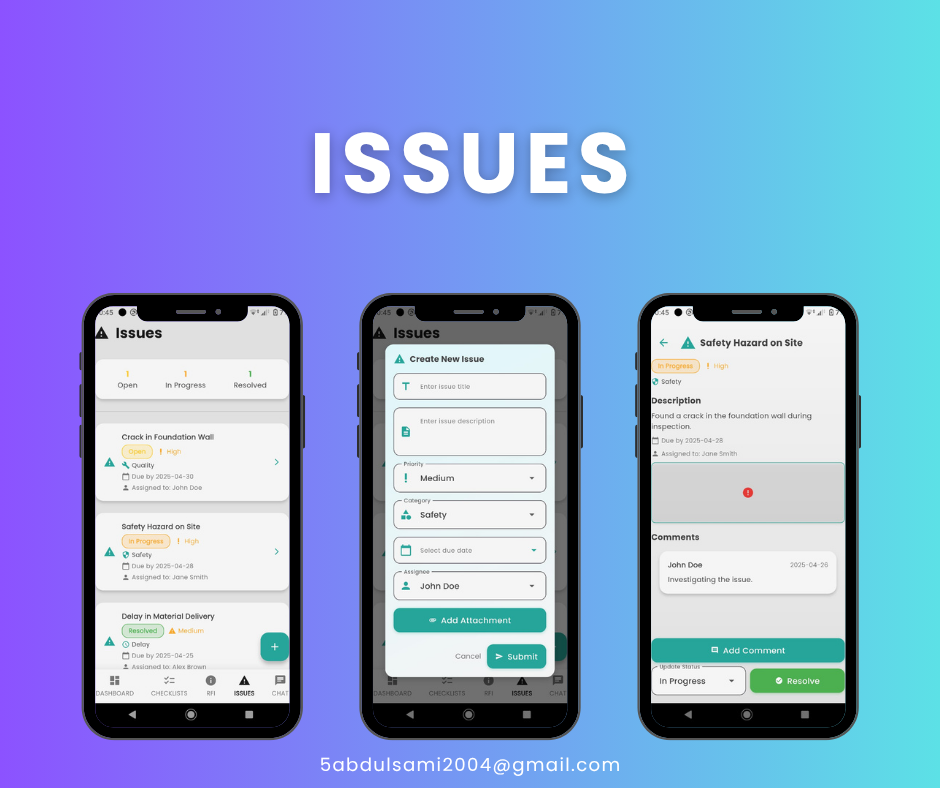 ISSUES
Issues
1 1 1
Open In Progress Resolved
Crack in Foundation Wall
Open High
Quality
Due by 2025-04-30
Assigned to: John Doe
Safety Hazard on Site
In Progress High
Safety
Due by 2025-04-28
Assigned to: Jane Smith
Delay in Material Delivery
Resolved Medium
Delay
Due by 2025-04-25
Assigned to: Alex Brown
+
DASHBOARD CHECKLISTS RFI ISSUES CHAT
Issues
Create New Issue
Enter issue title
Enter issue description
Priority
Medium
Category
Safety
Select due date
Assignee
John Doe
Add Attachment
Cancel Submit
DASHBOARD CHECKLISTS RFI ISSUES CHAT
Safety Hazard on Site
In Progress High
Safety
Description
Found a crack in the foundation wall during
inspection.
Due by 2025-04-28
Assigned to: Jane Smith
Comments
John Doe 2025-04-26
Investigating the issue.
Add Comment
Update Status
In Progress Resolve
5abdulsami2004@gmail.com